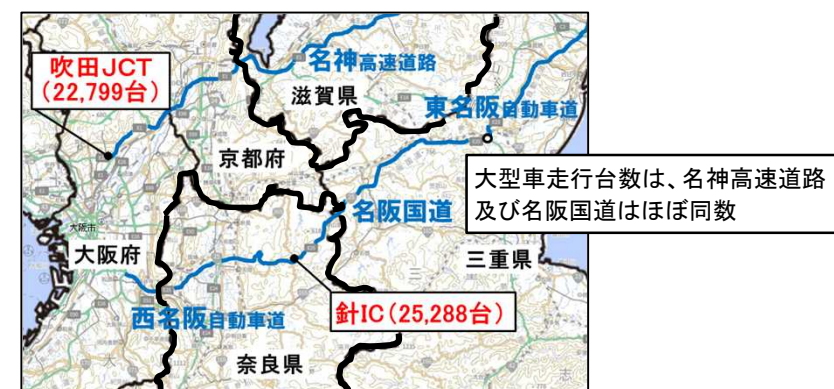 吹田JCT
(22,799台)
名神高速道路
滋賀県
東名阪自動車道
京都府
大型車走行台数は、名神高速道路
及び名阪国道はほぼ同数
名阪国道
大阪市
大阪府
三重県
西名阪自動車道
針IC(25,288台)
奈良県